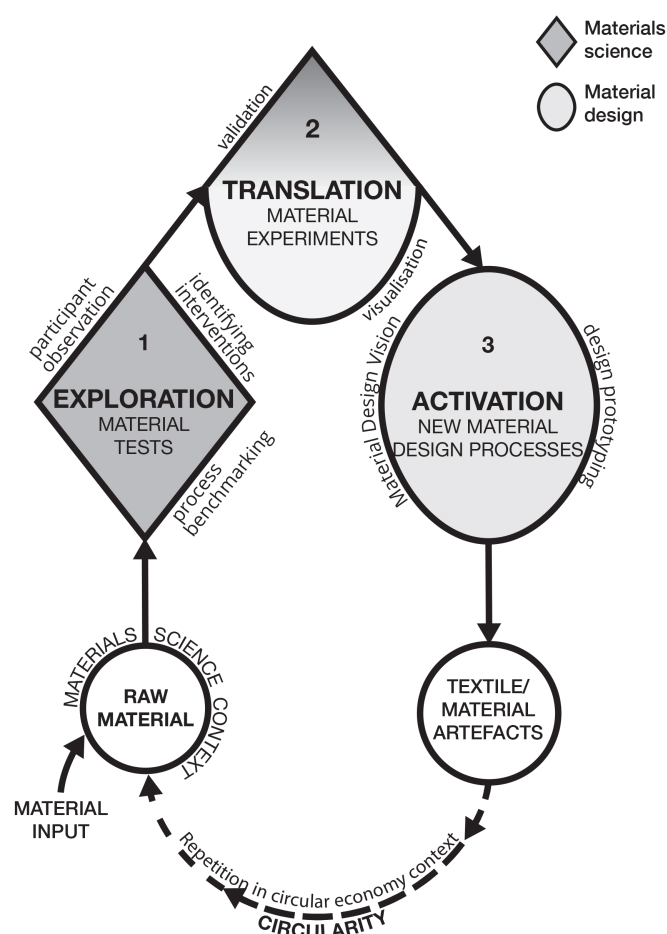 Materials
science
Material
design
validation
2
TRANSLATION
MATERIAL
EXPERIMENTS
visualisation
participant
observation
identifying
interventions
1
EXPLORATION
MATERIAL
TESTS
process
benchmarking
Material Design Vision
3
ACTIVATION
NEW MATERIAL
DESIGN PROCESSES
design prototyping
MATERIALS SCIENCE CONTEXT
RAW
MATERIAL
MATERIAL
INPUT
TEXTILE/
MATERIAL
ARTEFACTS
Repetition in circular economy context
CIRCULARITY